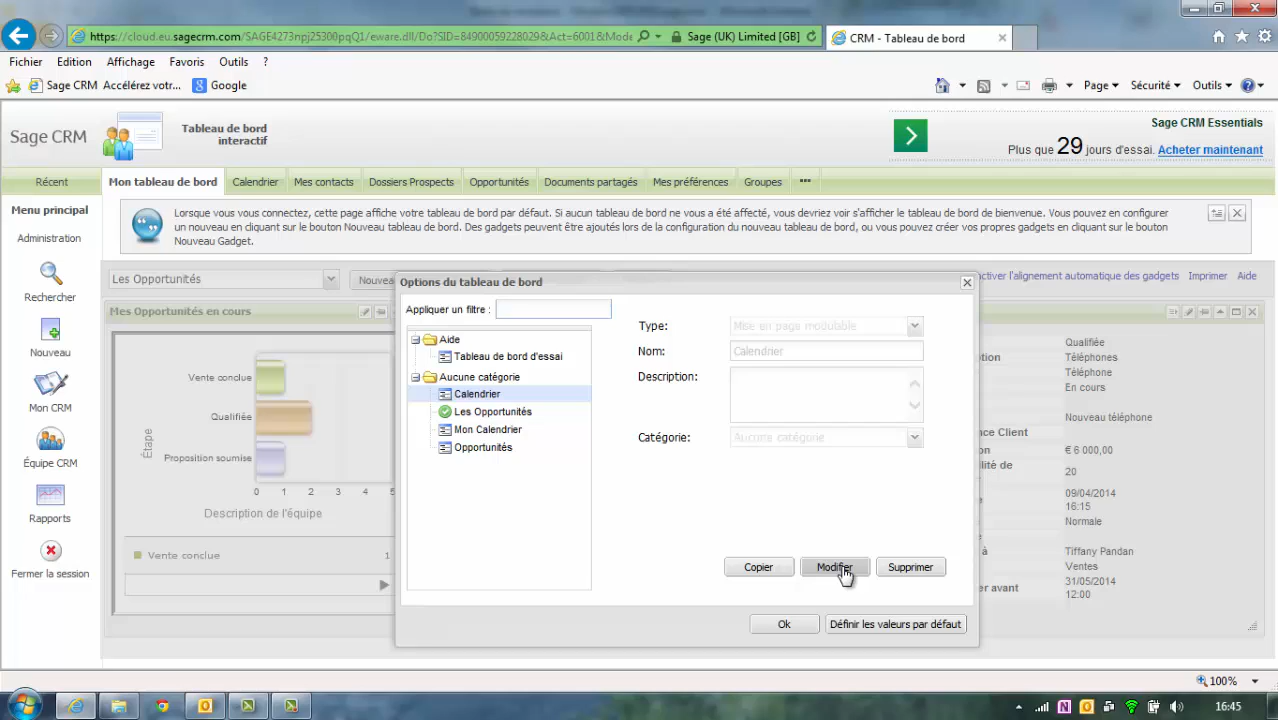 https://cloud.eu.sagecrm.com/SAGE4273npj25300pqQ1/eware.dll/Do?SID=84900059228029&Act=6001&Mode
Sage (UK) Limited [GB]
CRM - Tableau de bord
Fichier Edition Affichage Favoris Outils ?
Sage CRM Accélérez votr... Google
Page Sécurité Outils
Sage CRM
Tableau de bord
interactif
Sage CRM Essentials
Plus que 29 jours d'essai. Acheter maintenant
Récent Mon tableau de bord Calendrier Mes contacts Dossiers Prospects Opportunités Documents partagés Mes préférences Groupes
Menu principal
Administration
Rechercher
Nouveau
Mon CRM
Équipe CRM
Rapports
Fermer la session
Lorsque vous vous connectez, cette page affiche votre tableau de bord par défaut. Si aucun tableau de bord ne vous a été affecté, vous devriez voir s'afficher le tableau de bord de bienvenue. Vous pouvez en configurer
un nouveau en cliquant sur le bouton Nouveau tableau de bord. Des gadgets peuvent être ajoutés lors de la configuration du nouveau tableau de bord, ou vous pouvez créer vos propres gadgets en cliquant sur le bouton
Nouveau Gadget.
Les Opportunités Nouvea
activer l'alignement automatique des gadgets Imprimer Aide
Mes Opportunités en cours
Vente conclue
Qualifiée
Proposition soumise
Étape
0 1 2 3 4
Description de l'équipe
Vente conclue 1
Options du tableau de bord
Appliquer un filtre :
Aide
Tableau de bord d'essai
Aucune catégorie
Calendrier
Les Opportunités
Mon Calendrier
Opportunités
Type: Mise en page modulable
Nom: Calendrier
Description:
Catégorie: Aucune catégorie
Copier Modifier Supprimer
Ok Définir les valeurs par défaut
Qualifiée
ption Téléphones
Téléphone
En cours
Nouveau téléphone
nce Client
on € 6 000,00
ilité de 20
09/04/2014
16:15
Normale
à Tiffany Pandan
Ventes
er avant 31/05/2014
12:00
100%
16:45